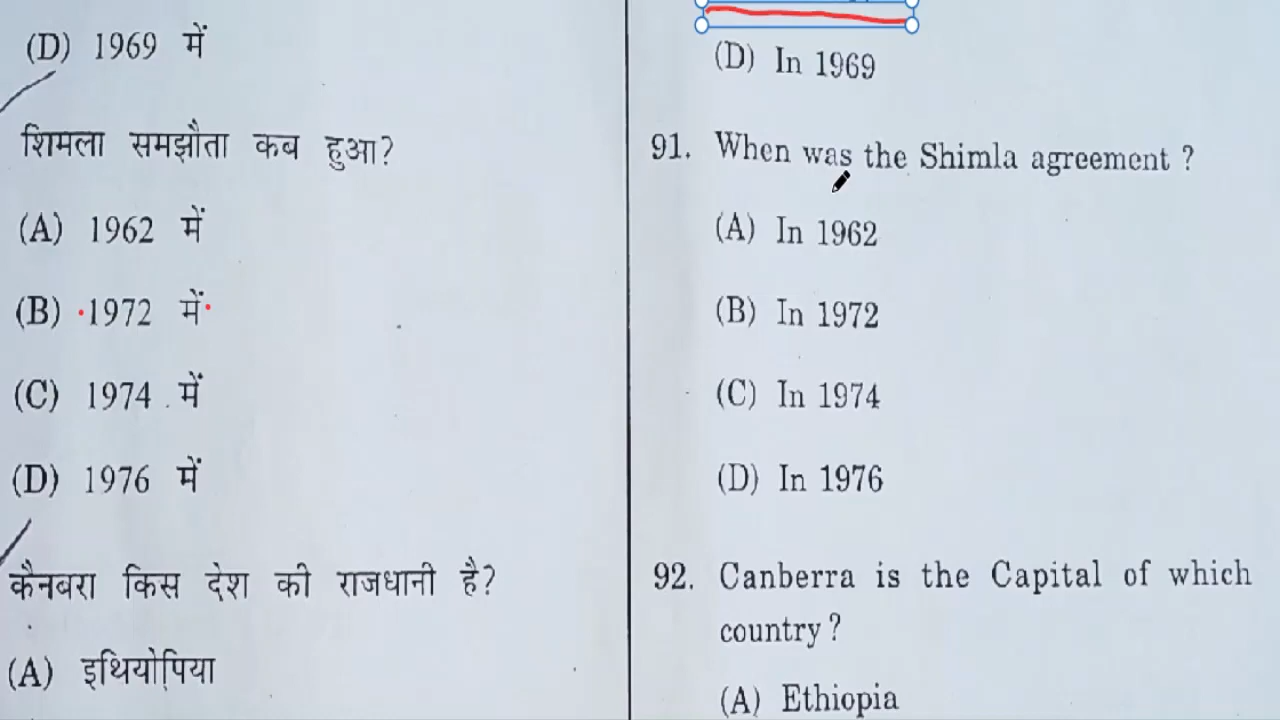 (D) 1969 में
शिमला समझौता कब हुआ?
(A) 1962 में
(B) 1972 में
(C) 1974 में
(D) 1976 में
कैनबरा किस देश की राजधानी है?
(A) इथियोपिया
(D) In 1969
91. When was the Shimla agreement ?
(A) In 1962
(B) In 1972
(C) In 1974
(D) In 1976
92. Canberra is the Capital of which
country ?
(A) Ethiopia